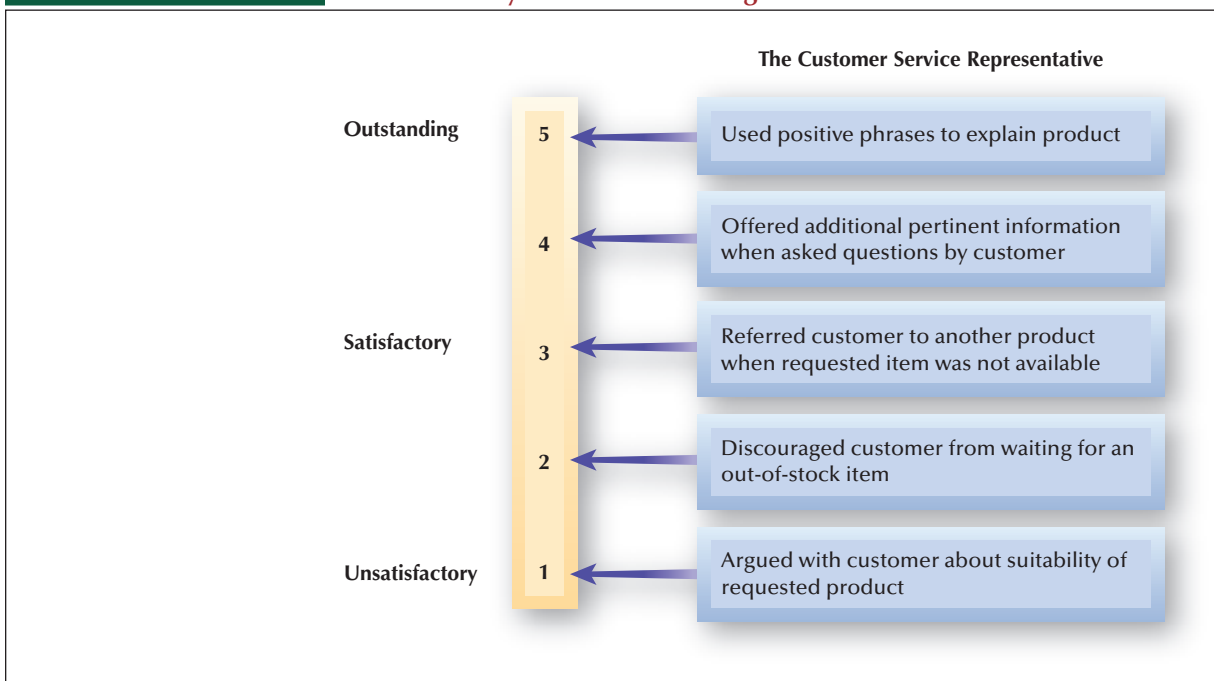 The Customer Service Representative
Outstanding
5
Used positive phrases to explain product
4
Offered additional pertinent information
when asked questions by customer
Satisfactory
3
Referred customer to another product
when requested item was not available
2
Discouraged customer from waiting for an
out-of-stock item
Unsatisfactory
1
Argued with customer about suitability of
requested product